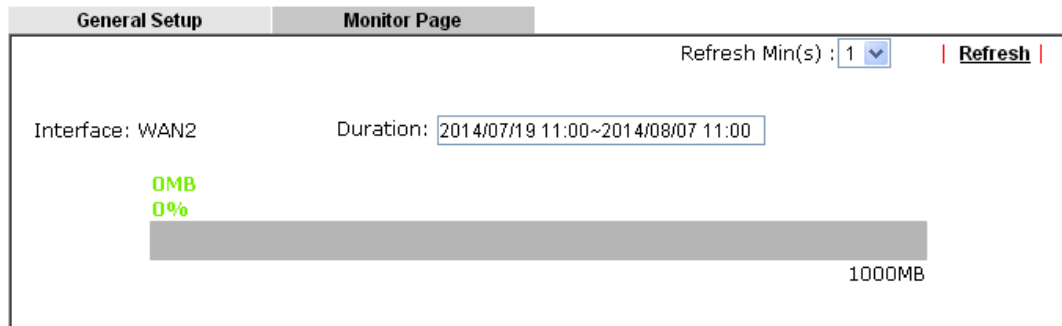 General Setup Monitor Page
Refresh Min(s) : 1 | Refresh |
Interface: WAN2 Duration: 2014/07/19 11:00~2014/08/07 11:00
0MB
0%
1000MB